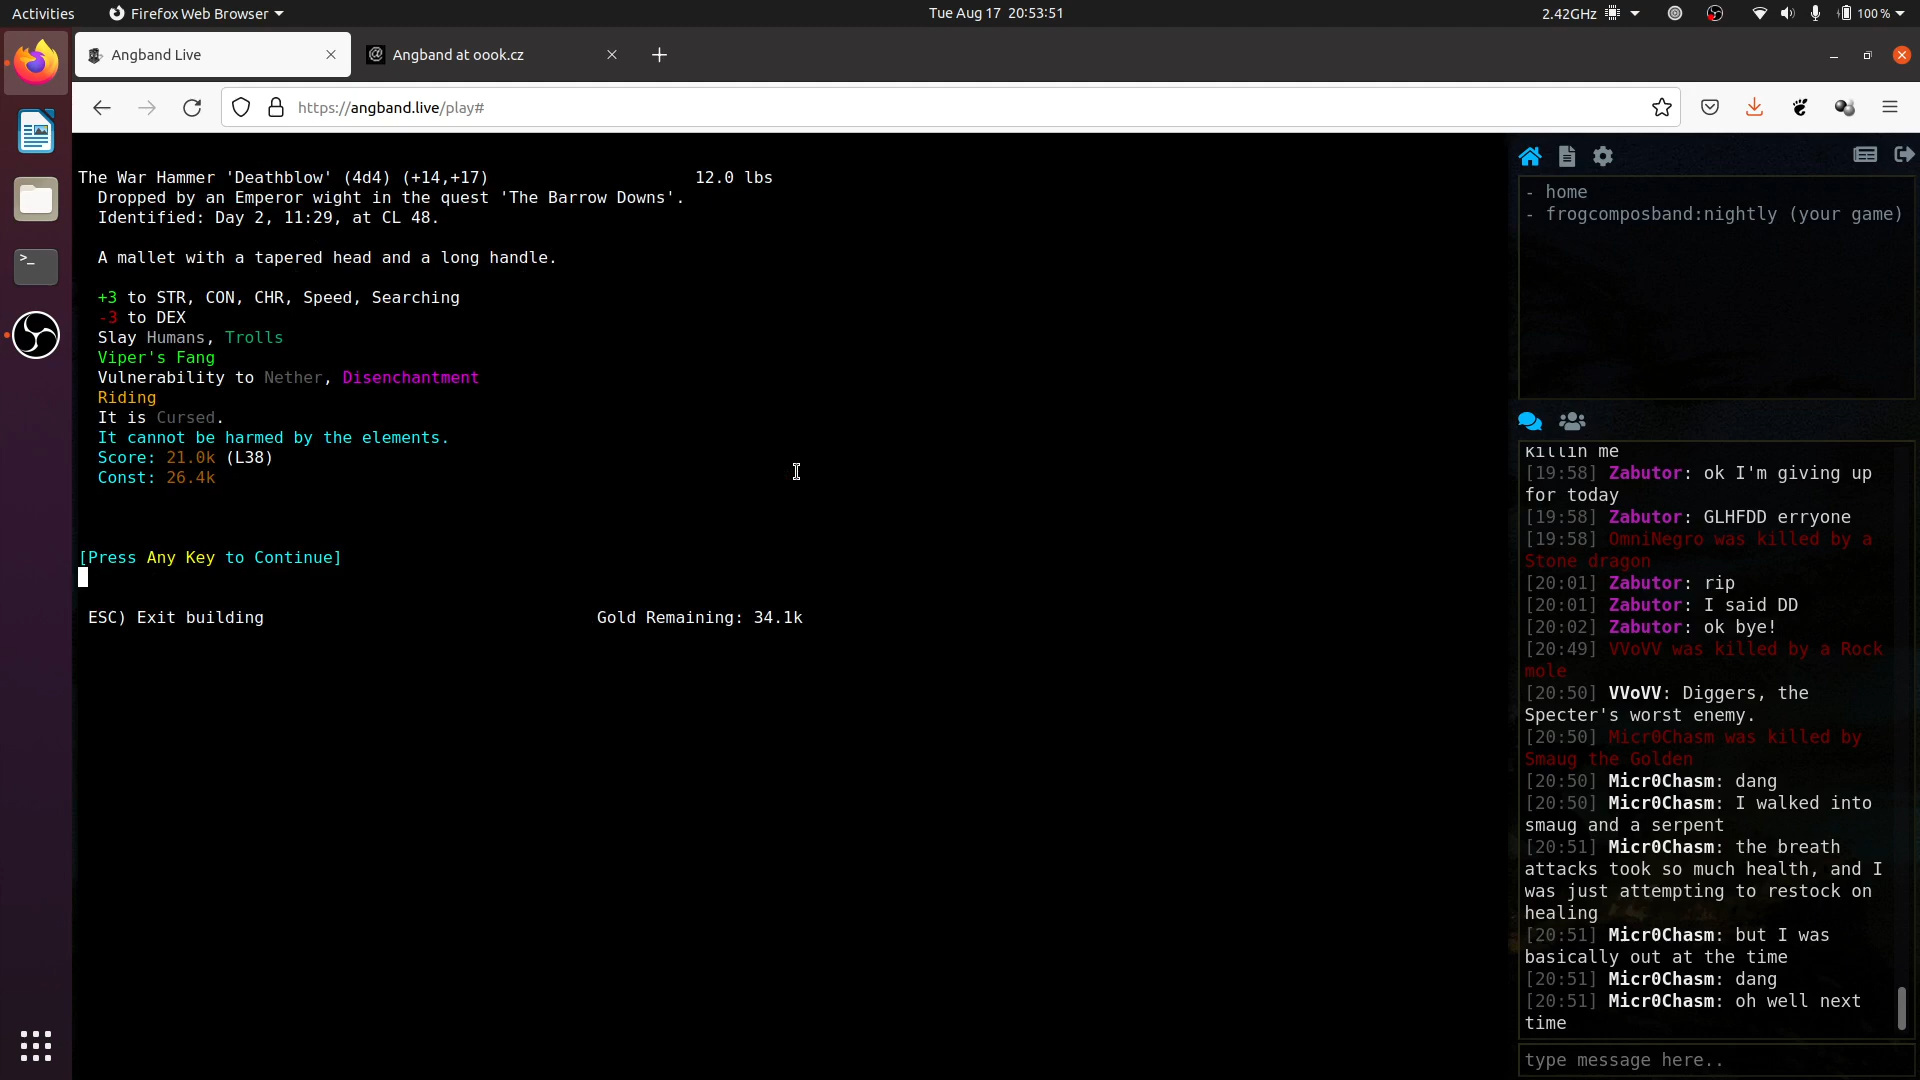 Activities
Firefox Web Browser
Tue Aug 17 20:53:51
2.42GHz
100 %
Angband Live
Angband at oook.cz
https://angband.live/play#
The War Hammer 'Deathblow' (4d4) (+14,+17) 12.0 lbs
Dropped by an Emperor wight in the quest 'The Barrow Downs'.
Identified: Day 2, 11:29, at CL 48.
A mallet with a tapered head and a long handle.
+3 to STR, CON, CHR, Speed, Searching
-3 to DEX
Slay Humans, Trolls
Viper's Fang
Vulnerability to Nether, Disenchantment
Riding
It is Cursed.
It cannot be harmed by the elements.
Score: 21.0k (L38)
Const: 26.4k
[Press Any Key to Continue]
ESC) Exit building Gold Remaining: 34.1k
- home
- frogcomposband:nightly (your game)
killin me
[19:58] Zabutor: ok I'm giving up
for today
[19:58] Zabutor: GLHFDD erryone
[19:58] OmniNegro was killed by a
Stone dragon
[20:01] Zabutor: rip
[20:01] Zabutor: I said DD
[20:02] Zabutor: ok bye!
[20:49] VVoVV was killed by a Rock
mole
[20:50] VVoVV: Diggers, the
Specter's worst enemy.
[20:50] Micr0Chasm was killed by
Smaug the Golden
[20:50] Micr0Chasm: dang
[20:50] Micr0Chasm: I walked into
smaug and a serpent
[20:51] Micr0Chasm: the breath
attacks took so much health, and I
was just attempting to restock on
healing
[20:51] Micr0Chasm: but I was
basically out at the time
[20:51] Micr0Chasm: dang
[20:51] Micr0Chasm: oh well next
time
type message here..